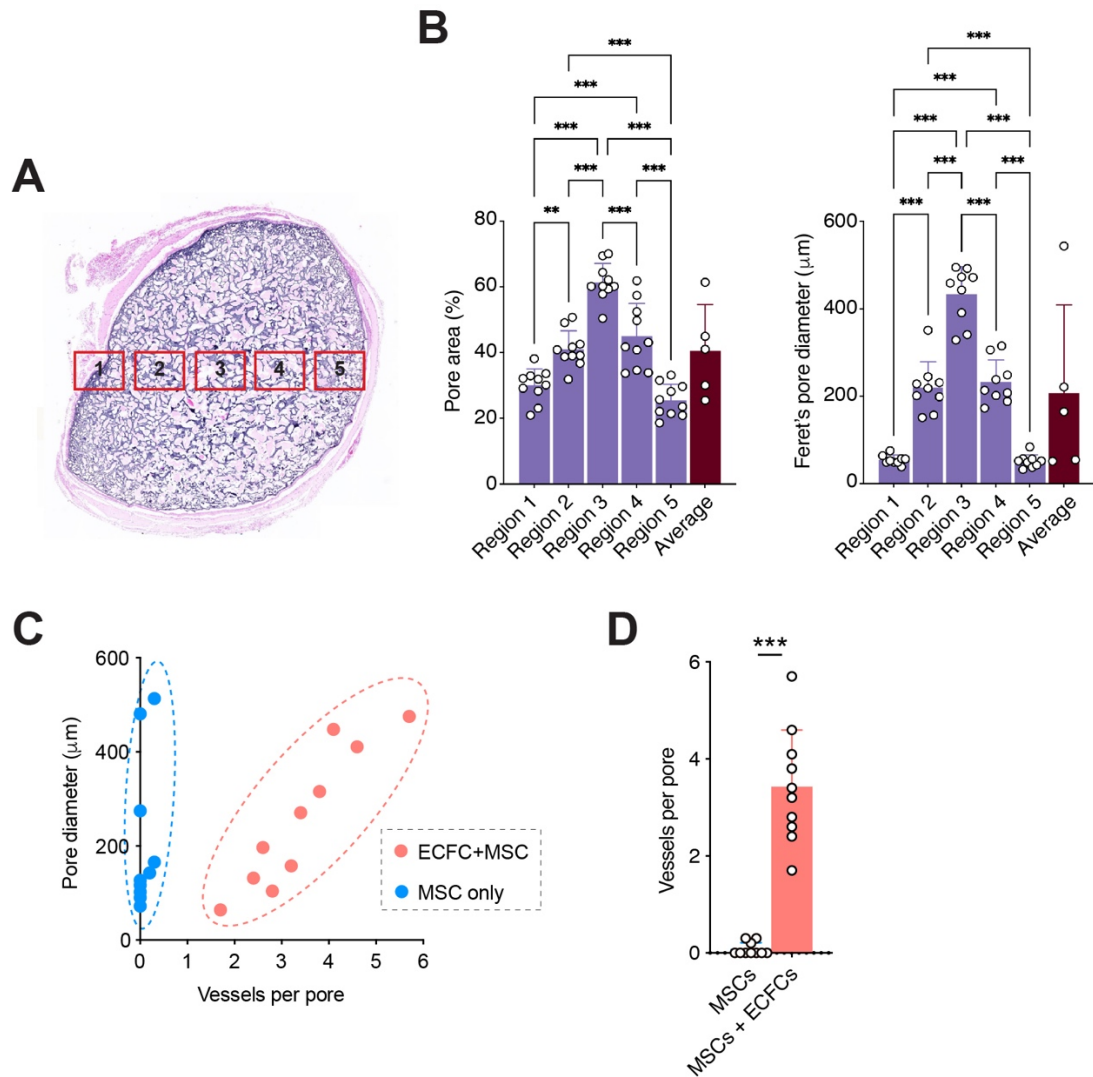 A
1
2
3
4
5
B
***
***
***
***
***
**
***
***
Pore area (%)
80
60
40
20
0
Region 1
Region 2
Region 3
Region 4
Region 5
Average
***
***
***
***
***
***
***
***
Feret's pore diameter (μm)
600
400
200
0
Region 1
Region 2
Region 3
Region 4
Region 5
Average
C
Pore diameter (μm)
600
400
200
0
0
1
2
3
4
5
6
Vessels per pore
ECFC+MSC
MSC only
D
***
Vessels per pore
6
4
2
0
MSCs
MSCs + ECFCs